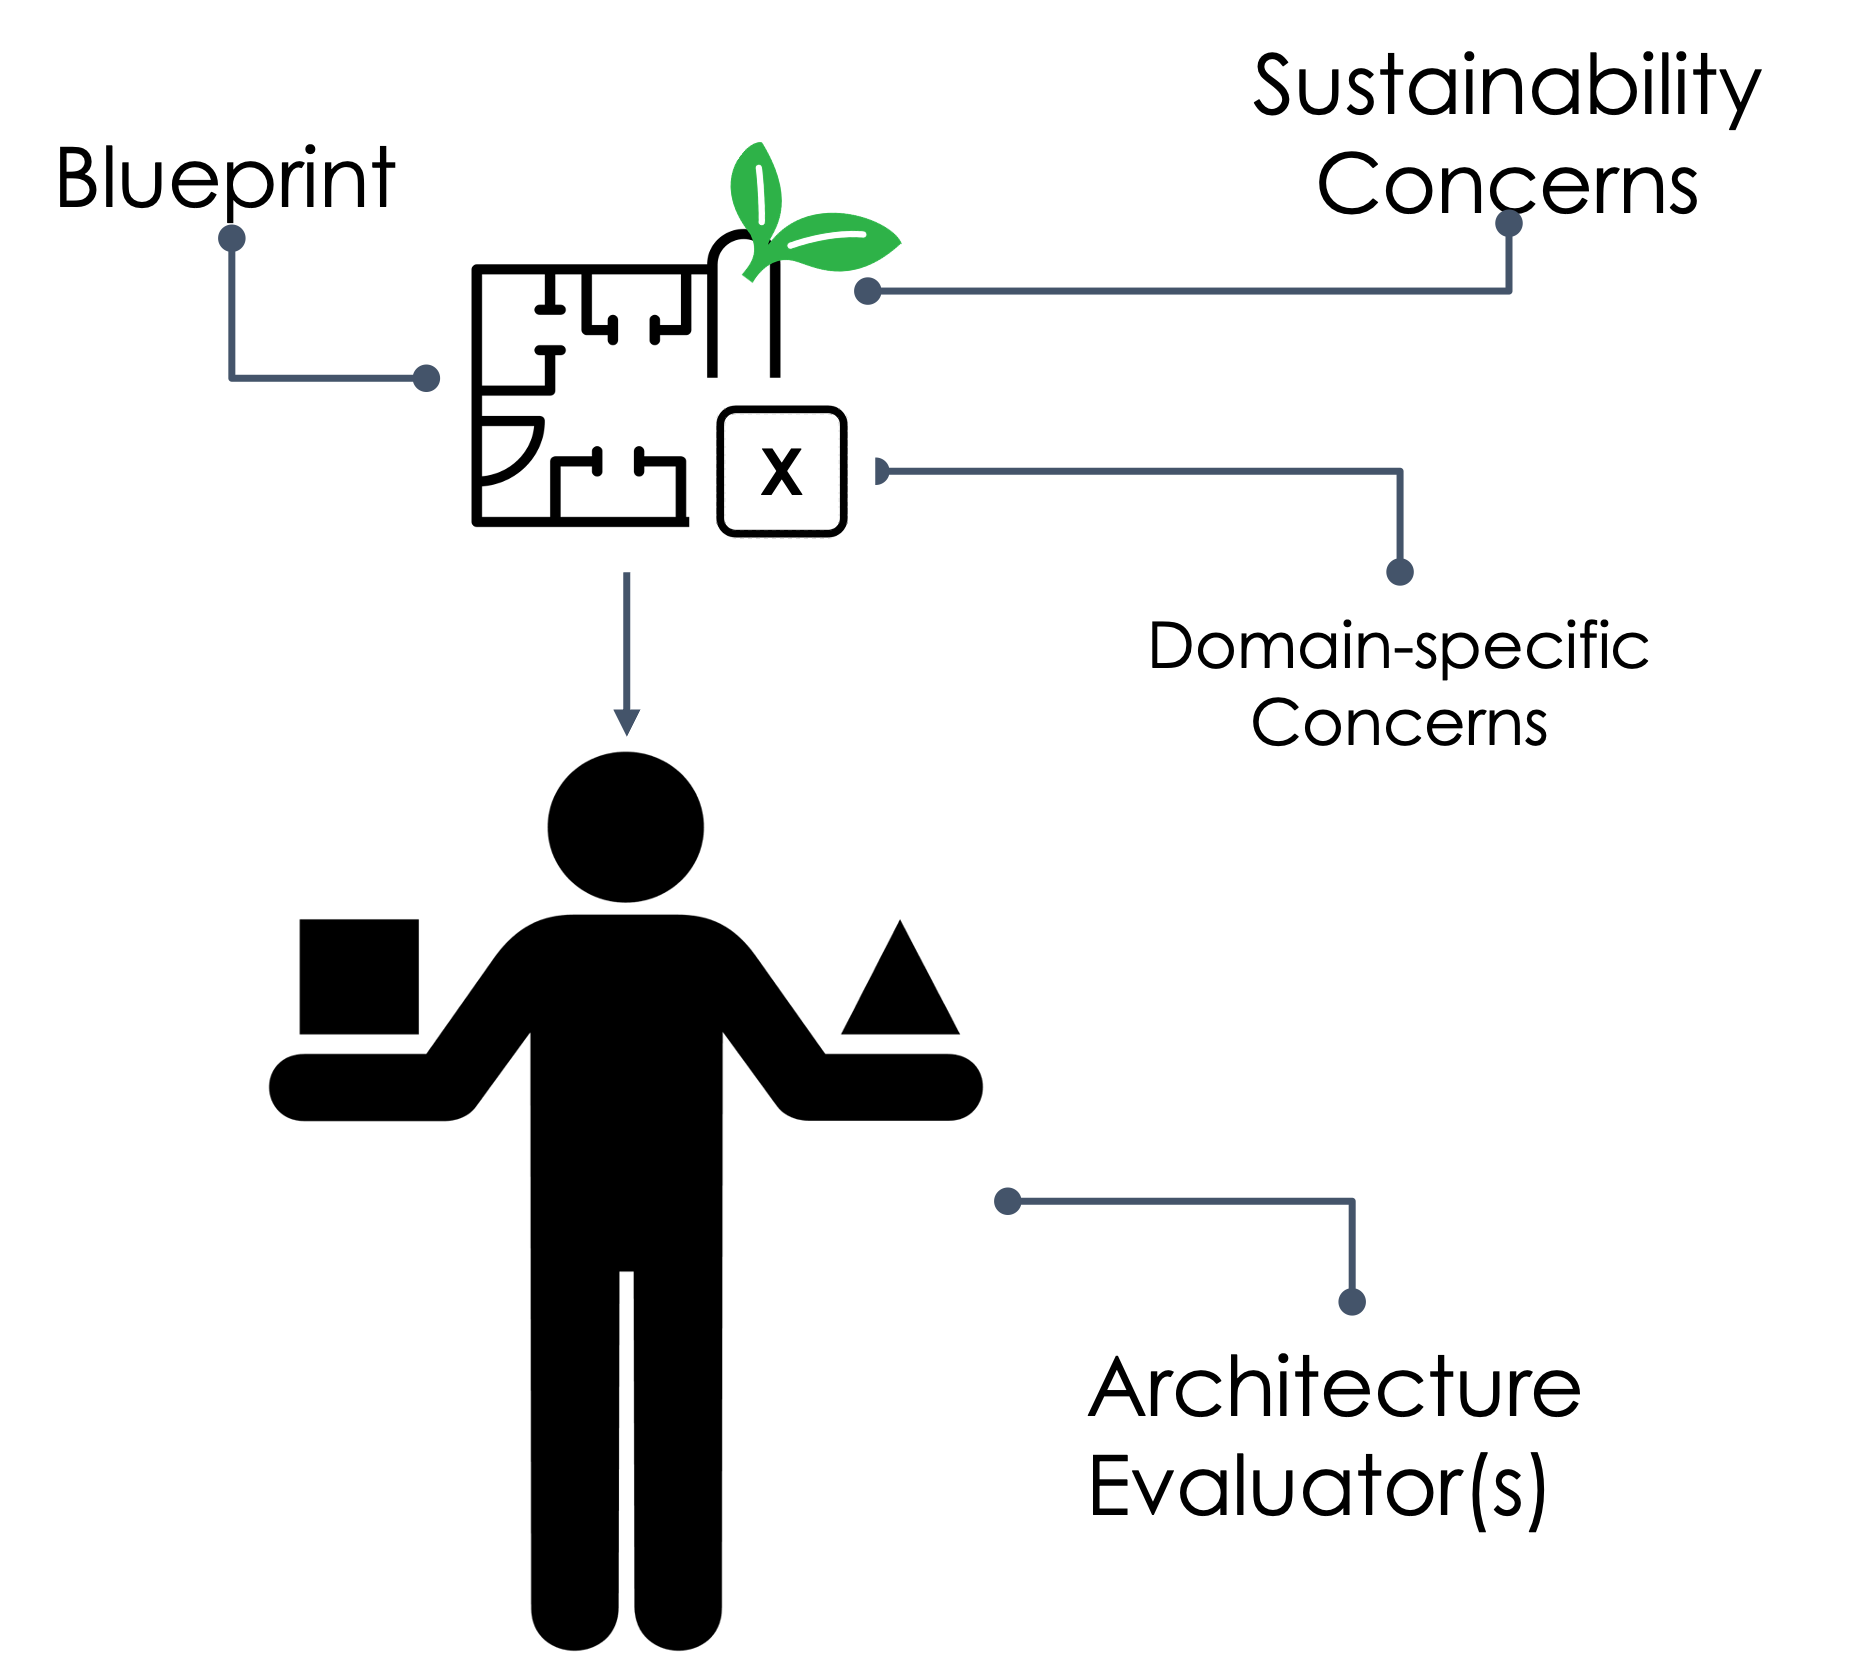 Sustainability
Concerns
Blueprint
X
Domain-specific
Concerns
Architecture
Evaluator(s)